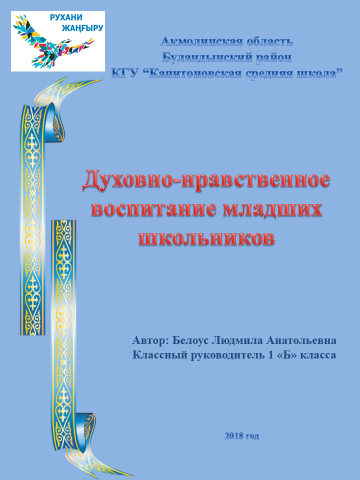 РУХАНИ
ЖАҢҒЫРУ
Акмолинская область
Буландынский район
КГУ “Капитоновская средняя школа”
Духовно-нравственное
воспитание младших
школьников
Автор: Белоус Людмила Анатольевна
Классный руководитель 1 «Б» класса
2018 год